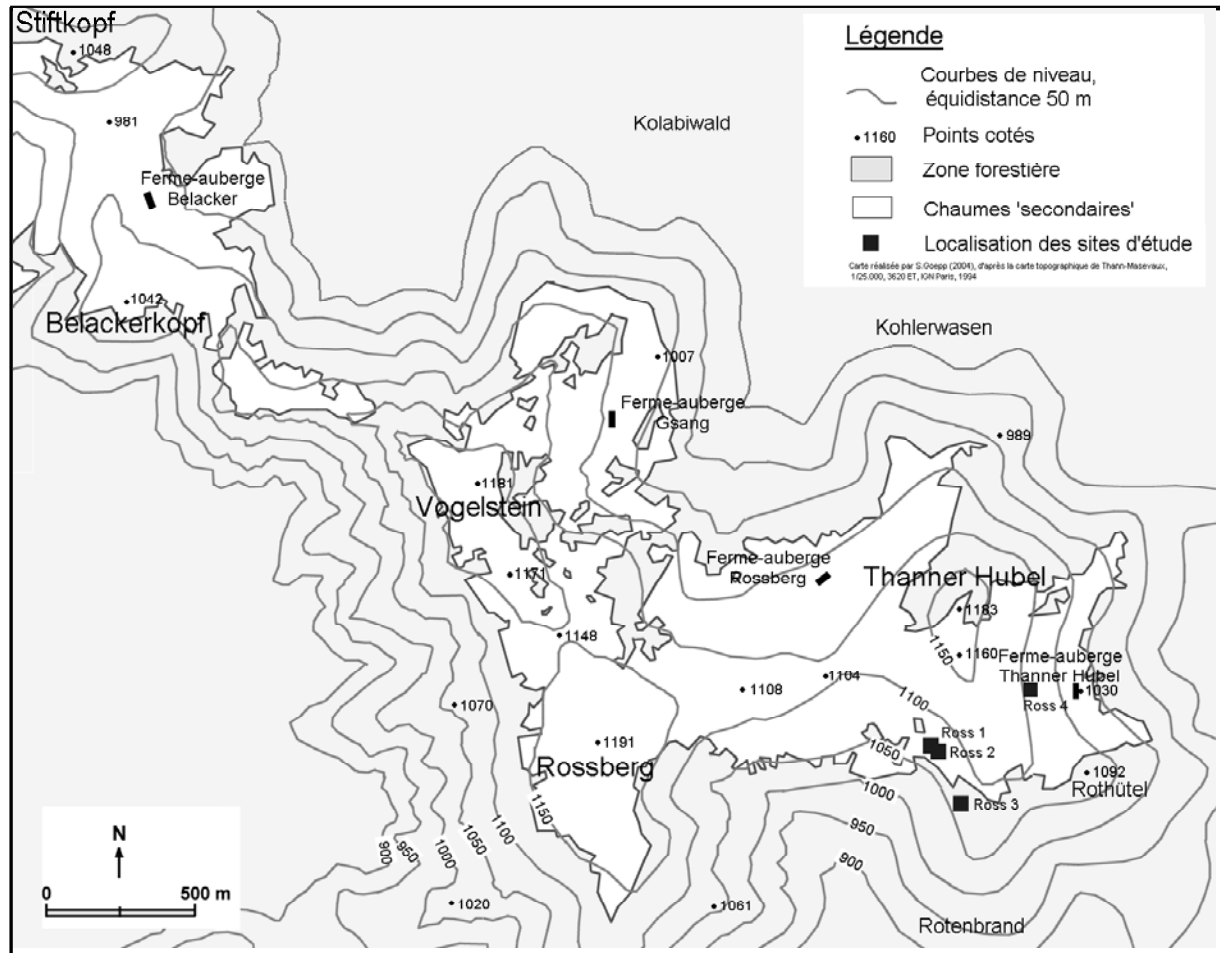 Stiftkopf
1048
981
Ferme-auberge
Belacker
1042
Belackerkopf
Kolabiwald
Légende
Courbes de niveau,
équidistance 50 m
1160 Points cotés
Zone forestière
Chaumes 'secondaires'
Localisation des sites d'étude
Carte réalisée par S.Goepp (2004), d'après la carte topographique de Thann-Masevaux,
1/25.000, 3620 ET, IGN Paris, 1994
Kohlerwasen
1007
Ferme-auberge
Gsang
989
1181
Vogelstein
1171
Ferme-auberge
Rossberg
Thanner Hubel
1183
1148
1160
1150
Ferme-auberge
Thanner Hubel
1030
Ross 4
1104
1108
1100
1070
1191
Rossberg
Ross 1
Ross 2
1050
1092
Rothütel
Ross 3
1000
950
900
1150
1100
1050
1000
950
900
N
0 500 m
1020
1061
Rotenbrand